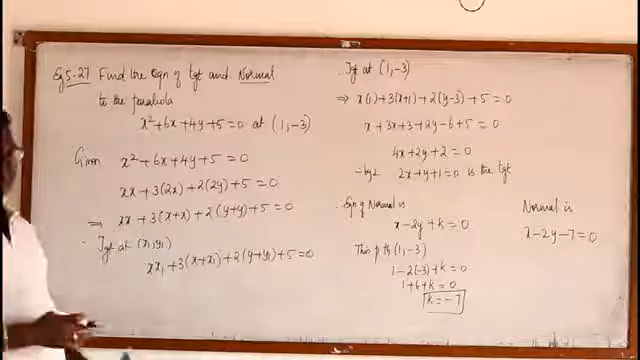 Eg 5.27 Find the eqn of tgt and Normal
to the parabola
x²+6x+4y+5=0 at (1,-3)
Given x²+6x+4y+5=0
xx+3(2x)+2(2y)+5=0
⇒ xx+3(x+x)+2(y+y)+5=0
Tgt at (x₁,y₁)
xx₁+3(x+x₁)+2(y+y₁)+5=0
Tgt at (1,-3)
⇒ x(1)+3(x+1)+2(y-3)+5=0
x+3x+3+2y-6+5=0
4x+2y+2=0
÷by 2 2x+y+1=0 is the tgt
∴ Eqn of Normal is
x-2y+k=0
This p th (1,-3)
1-2(-3)+k=0
1+6+k=0
k=-7
Normal is
x-2y-7=0